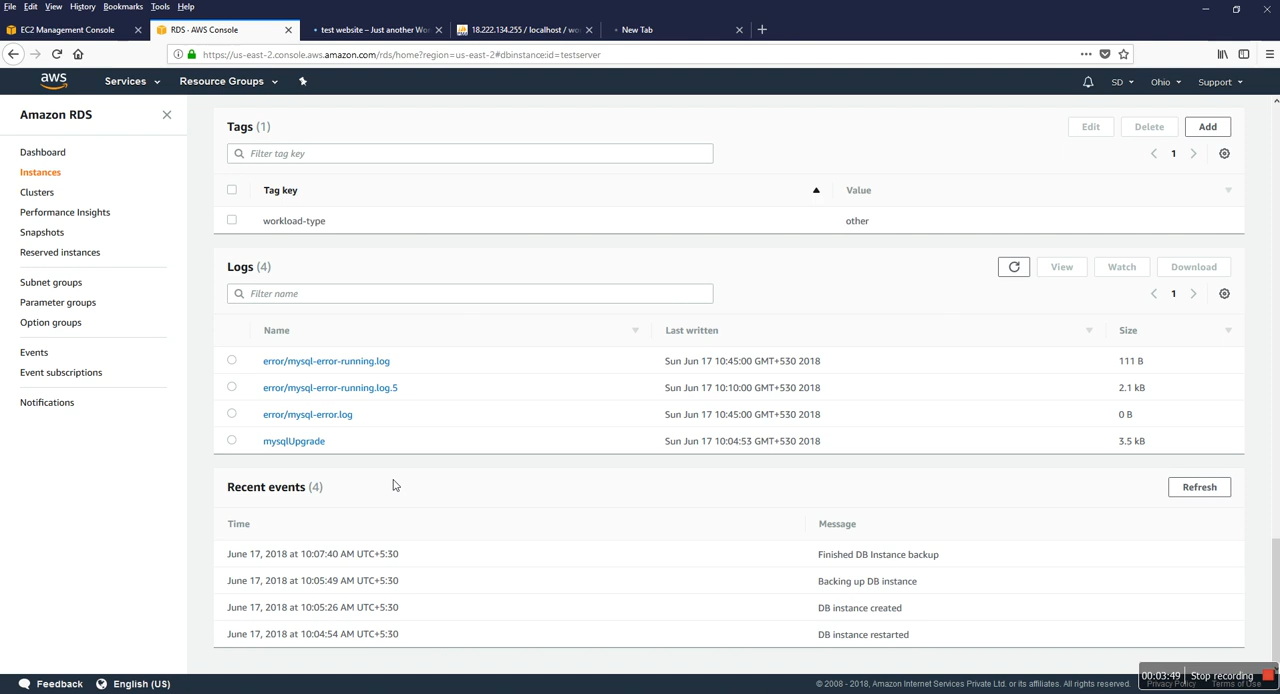 File Edit View History Bookmarks Tools Help
EC2 Management Console
RDS - AWS Console
test website – Just another Wor
18.222.134.255 / localhost / wo
New Tab
https://us-east-2.console.aws.amazon.com/rds/home?region=us-east-2#dbinstance:id=testserver
aws Services Resource Groups SD Ohio Support
Amazon RDS
Dashboard
Instances
Clusters
Performance Insights
Snapshots
Reserved instances
Subnet groups
Parameter groups
Option groups
Events
Event subscriptions
Notifications
Tags (1) Edit Delete Add
Filter tag key 1
Tag key Value
workload-type other
Logs (4) View Watch Download
Filter name 1
Name Last written Size
error/mysql-error-running.log Sun Jun 17 10:45:00 GMT+530 2018 111 B
error/mysql-error-running.log.5 Sun Jun 17 10:10:00 GMT+530 2018 2.1 kB
error/mysql-error.log Sun Jun 17 10:45:00 GMT+530 2018 0 B
mysqlUpgrade Sun Jun 17 10:04:53 GMT+530 2018 3.5 kB
Recent events (4) Refresh
Time Message
June 17, 2018 at 10:07:40 AM UTC+5:30 Finished DB Instance backup
June 17, 2018 at 10:05:49 AM UTC+5:30 Backing up DB instance
June 17, 2018 at 10:05:26 AM UTC+5:30 DB instance created
June 17, 2018 at 10:04:54 AM UTC+5:30 DB instance restarted
00:03:49 Stop recording
Feedback English (US) © 2008 - 2018, Amazon Internet Services Private Ltd. or its affiliates. All rights reserved. Privacy Policy Terms of Use